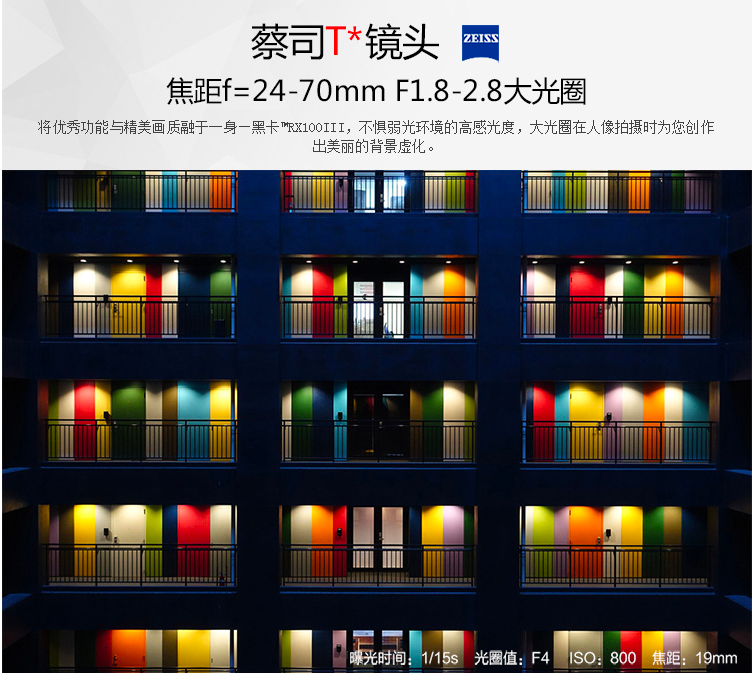 蔡司T*镜头 ZEISS
焦距f=24-70mm F1.8-2.8大光圈
将优秀功能与精美画质融于一身—黑卡™RX100III，不惧弱光环境的高感光度，大光圈在人像拍摄时为您创作
出美丽的背景虚化。
曝光时间：1/15s 光圈值：F4 ISO：800 焦距：19mm